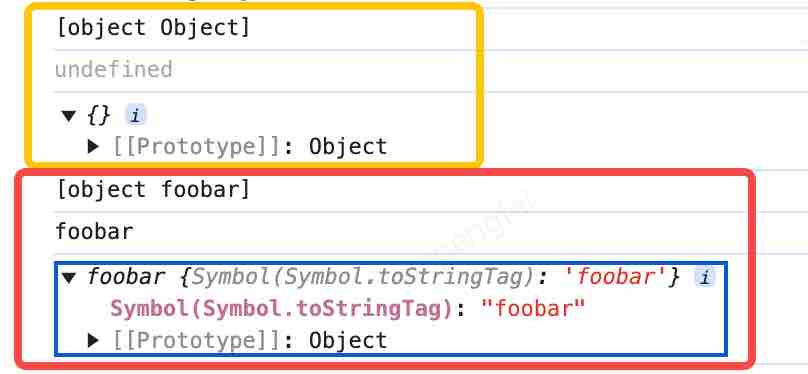 [object Object]
undefined
▼ {} i
▶ [[Prototype]]: Object
[object foobar]
foobar
▼ foobar {Symbol(Symbol.toStringTag): 'foobar'} i
Symbol(Symbol.toStringTag): "foobar"
▶ [[Prototype]]: Object